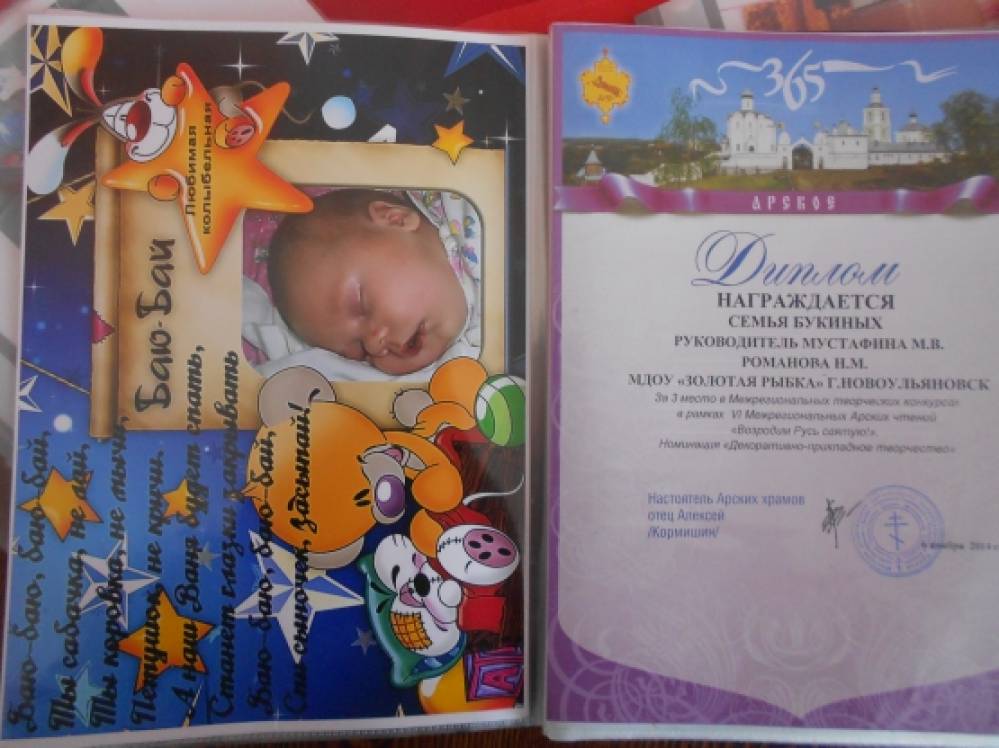 Любимая
колыбельная
Баю-Бай
Баю-баю, баю-бай,
Ты собачка, не лай,
Ты коровка, не мычи,
Петушок, не кричи.
А наш Ваня будет спать,
Станет глазки закрывать
Баю-баю, баю-бай,
Спи, сыночек, засыпай!
365
АРСКОЕ
Диплом
НАГРАЖДАЕТСЯ
СЕМЬЯ БУКИНЫХ
РУКОВОДИТЕЛЬ МУСТАФИНА М.В.
РОМАНОВА Н.М.
МДОУ «ЗОЛОТАЯ РЫБКА» Г.НОВОУЛЬЯНОВСК
За 3 место в Межрегиональных творческих конкурсах
в рамках VI Межрегиональных Арских чтений
«Возродим Русь святую!».
Номинация «Декоративно-прикладное творчество»
Настоятель Арских храмов
отец Алексей
/Кормишин/
ноября 2014